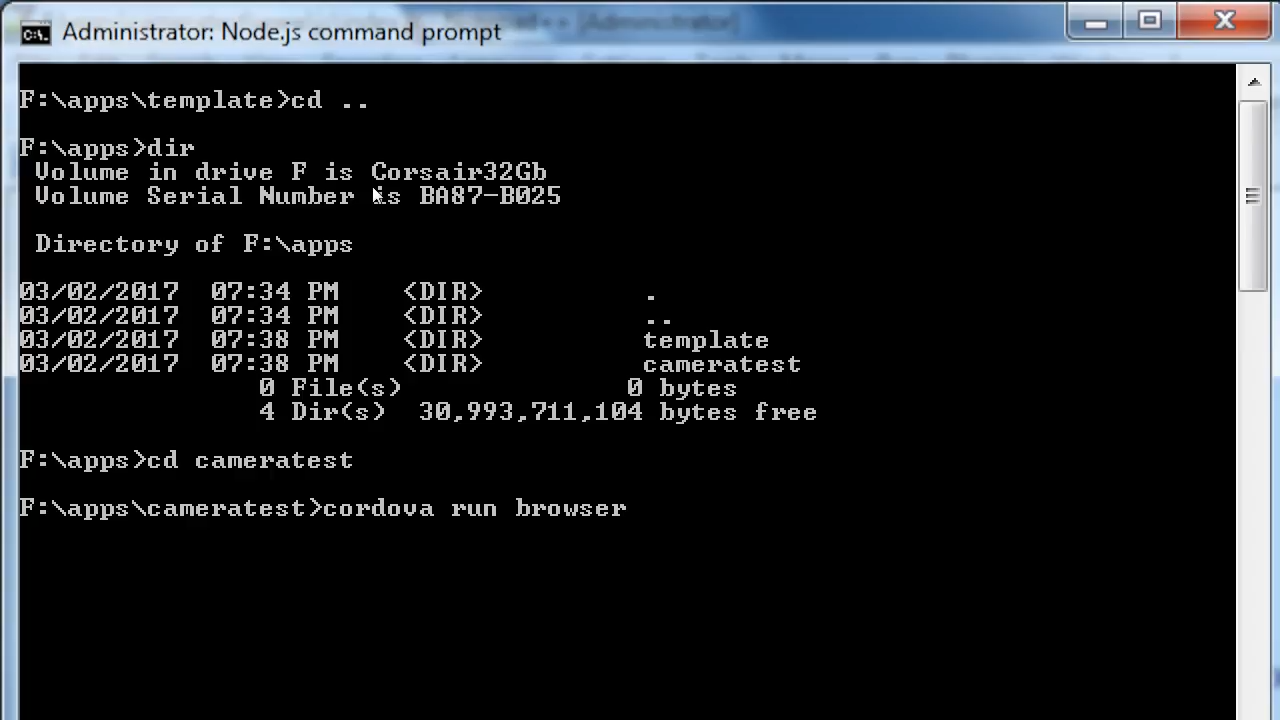 Administrator: Node.js command prompt
F:\apps\template>cd ..
F:\apps>dir
Volume in drive F is Corsair32Gb
Volume Serial Number is BA87-B025
Directory of F:\apps
03/02/2017 07:34 PM <DIR> .
03/02/2017 07:34 PM <DIR> ..
03/02/2017 07:38 PM <DIR> template
03/02/2017 07:38 PM <DIR> cameratest
0 File(s) 0 bytes
4 Dir(s) 30,993,711,104 bytes free
F:\apps>cd cameratest
F:\apps\cameratest>cordova run browser